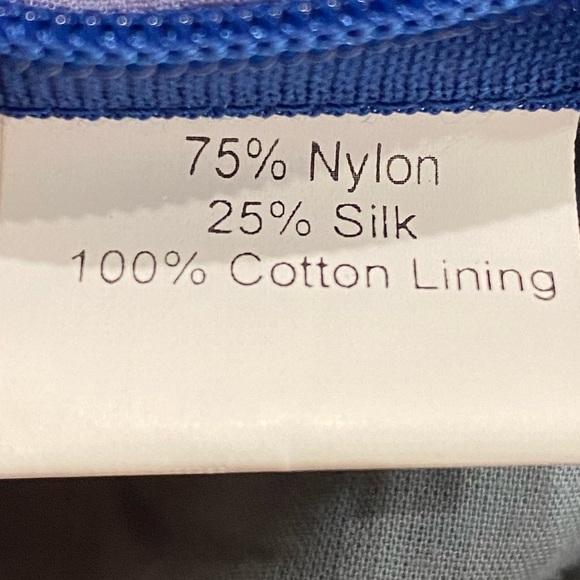 75% Nylon
25% Silk
100% Cotton Lining